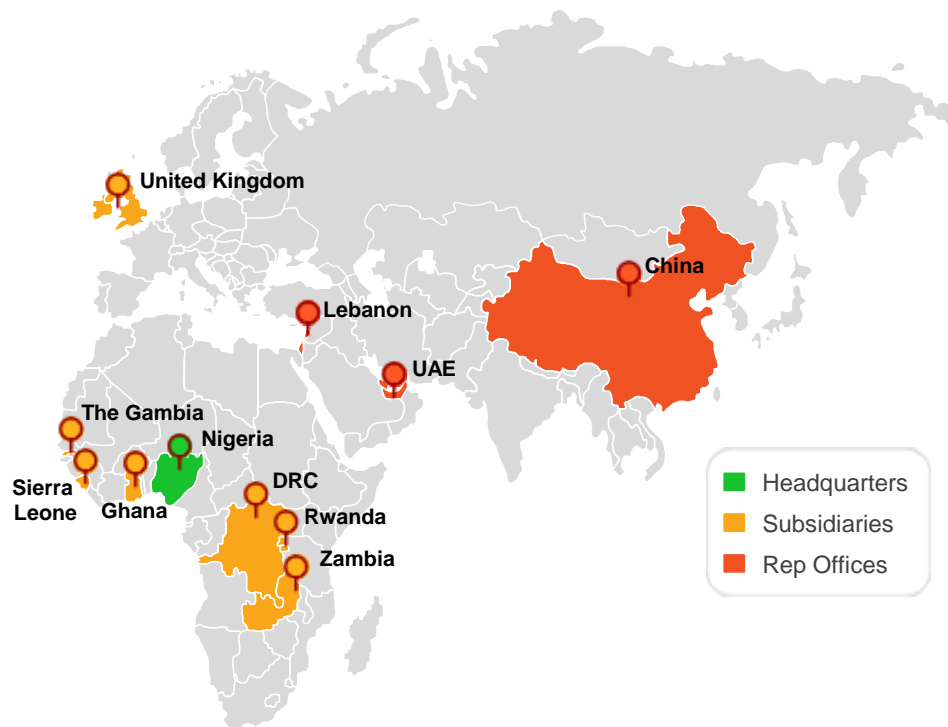 United Kingdom
China
Lebanon
UAE
The Gambia
Nigeria
Sierra
Leone
Ghana
DRC
Rwanda
Zambia
Headquarters
Subsidiaries
Rep Offices